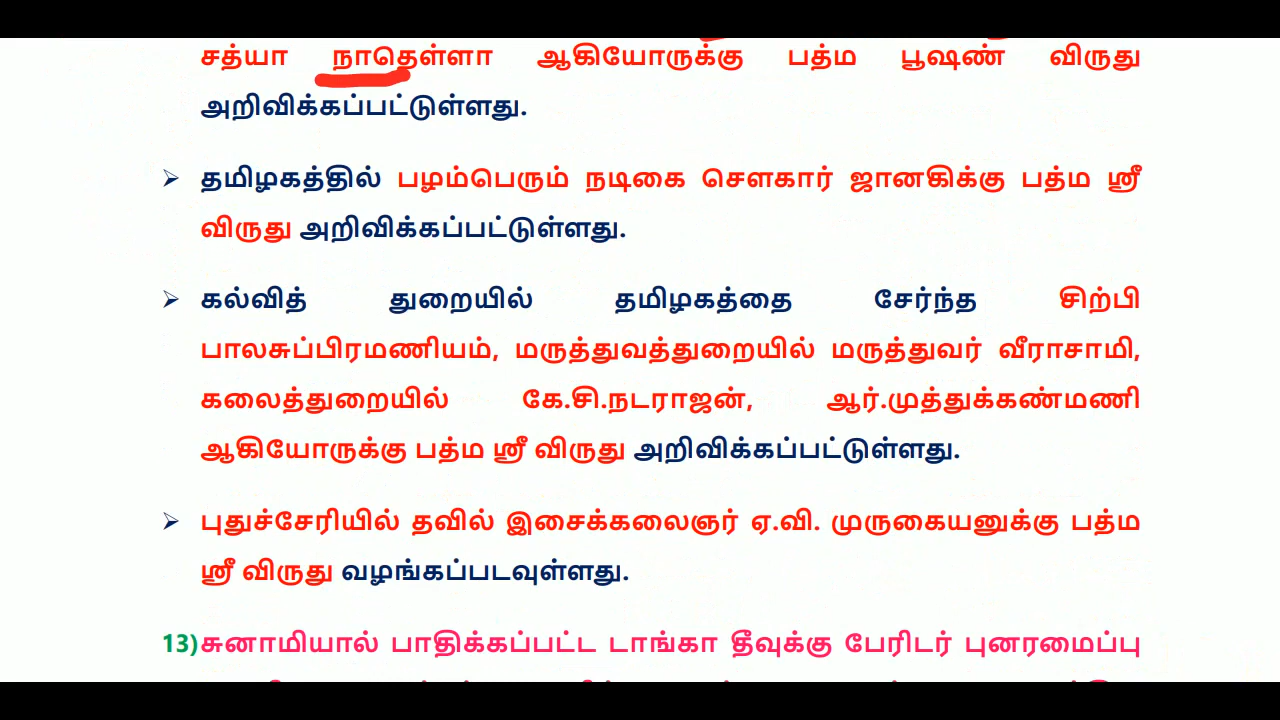 சத்யா நாதெள்ளா ஆகியோருக்கு பத்ம பூஷண் விருது
அறிவிக்கப்பட்டுள்ளது.
➢ தமிழகத்தில் பழம்பெரும் நடிகை சௌகார் ஜானகிக்கு பத்ம ஸ்ரீ
விருது அறிவிக்கப்பட்டுள்ளது.
➢ கல்வித் துறையில் தமிழகத்தை சேர்ந்த சிற்பி
பாலசுப்பிரமணியம், மருத்துவத்துறையில் மருத்துவர் வீராசாமி,
கலைத்துறையில் கே.சி.நடராஜன், ஆர்.முத்துக்கண்மணி
ஆகியோருக்கு பத்ம ஸ்ரீ விருது அறிவிக்கப்பட்டுள்ளது.
➢ புதுச்சேரியில் தவில் இசைக்கலைஞர் ஏ.வி. முருகையனுக்கு பத்ம
ஸ்ரீ விருது வழங்கப்படவுள்ளது.
13)சுனாமியால் பாதிக்கப்பட்ட டாங்கா தீவுக்கு பேரிடர் புனரமைப்பு